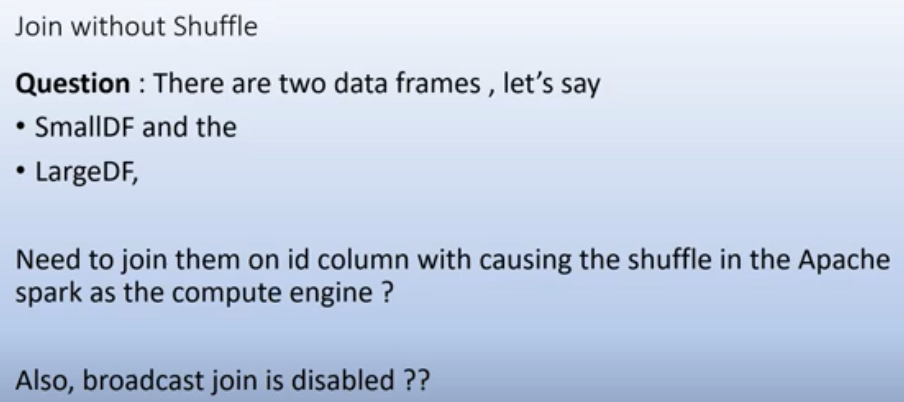 Join without Shuffle
Question : There are two data frames , let's say
• SmallDF and the
• LargeDF,
Need to join them on id column with causing the shuffle in the Apache
spark as the compute engine ?
Also, broadcast join is disabled ??